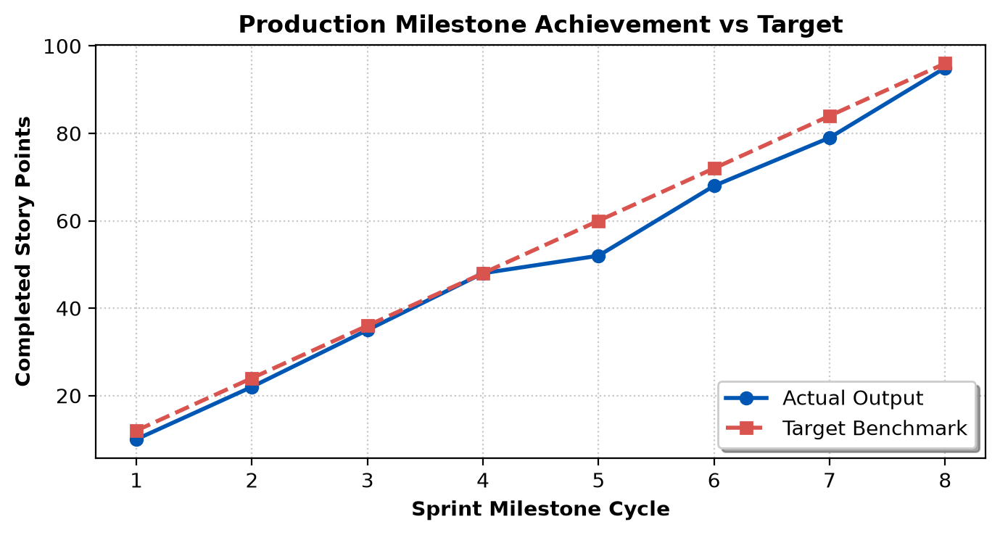 Production Milestone Achievement vs Target
Completed Story Points
100
80
60
40
20
Actual Output
Target Benchmark
1 2 3 4 5 6 7 8
Sprint Milestone Cycle